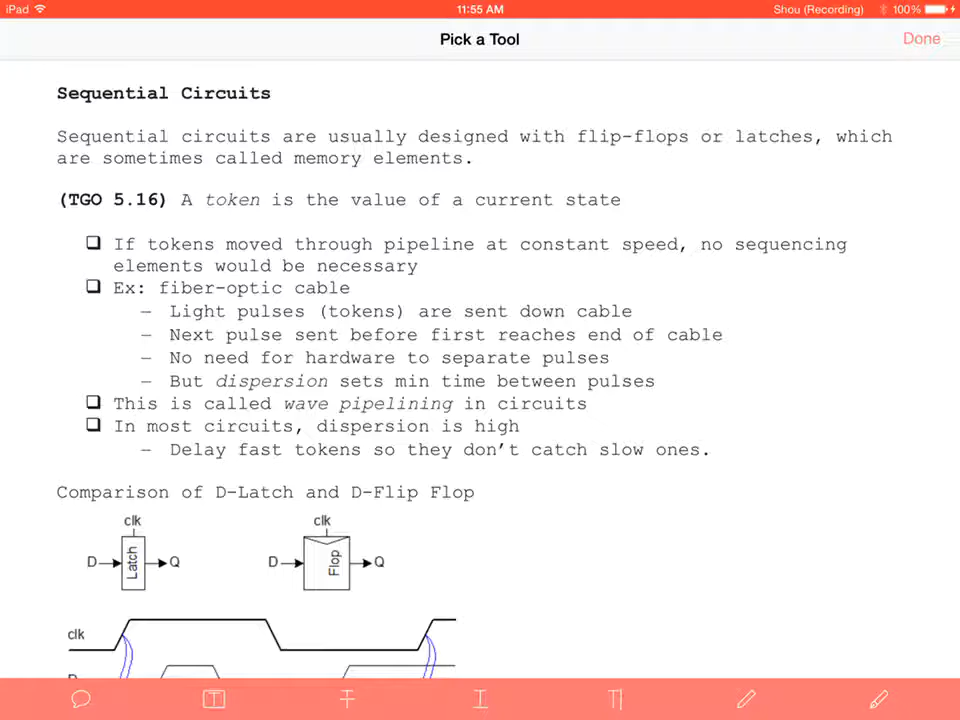 iPad 11:55 AM Shou (Recording) 100%
Pick a Tool Done
Sequential Circuits
Sequential circuits are usually designed with flip-flops or latches, which
are sometimes called memory elements.
(TGO 5.16) A token is the value of a current state
❑ If tokens moved through pipeline at constant speed, no sequencing
elements would be necessary
❑ Ex: fiber-optic cable
– Light pulses (tokens) are sent down cable
– Next pulse sent before first reaches end of cable
– No need for hardware to separate pulses
– But dispersion sets min time between pulses
❑ This is called wave pipelining in circuits
❑ In most circuits, dispersion is high
– Delay fast tokens so they don't catch slow ones.
Comparison of D-Latch and D-Flip Flop
clk clk
D Latch Q D Flop Q
clk
D